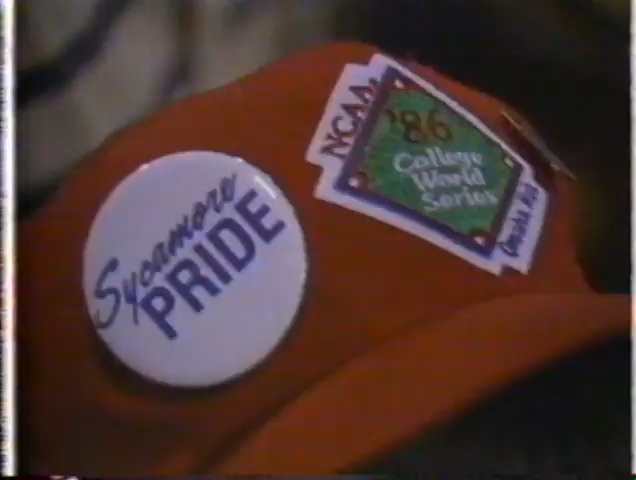 Sycamore
PRIDE
NCAA
'86
College
World
Series
Omaha